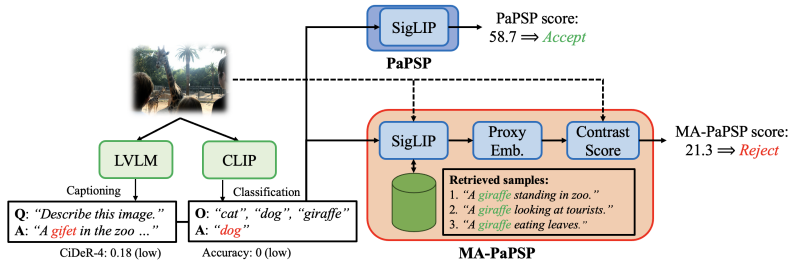 SigLIP
PaPSP
PaPSP score:
58.7 ⟹ Accept
LVLM
CLIP
Captioning
Classification
Q: “Describe this image.”
A: “A gifet in the zoo …”
CiDeR-4: 0.18 (low)
O: “cat”, “dog”, “giraffe”
A: “dog”
Accuracy: 0 (low)
SigLIP
Proxy
Emb.
Contrast
Score
Retrieved samples:
1. “A giraffe standing in zoo.”
2. “A giraffe looking at tourists.”
3. “A giraffe eating leaves.”
MA-PaPSP
MA-PaPSP score:
21.3 ⟹ Reject